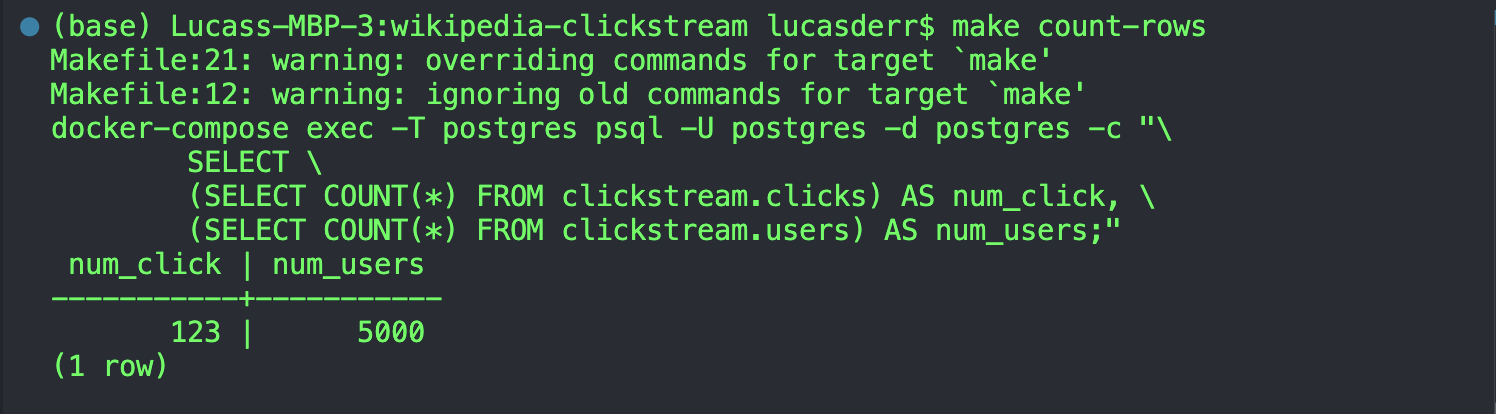 (base) Lucass-MBP-3:wikipedia-clickstream lucasderr$ make count-rows
Makefile:21: warning: overriding commands for target `make'
Makefile:12: warning: ignoring old commands for target `make'
docker-compose exec -T postgres psql -U postgres -d postgres -c "\
        SELECT \
        (SELECT COUNT(*) FROM clickstream.clicks) AS num_click, \
        (SELECT COUNT(*) FROM clickstream.users) AS num_users;"
 num_click | num_users
-----------+-----------
       123 |      5000
(1 row)